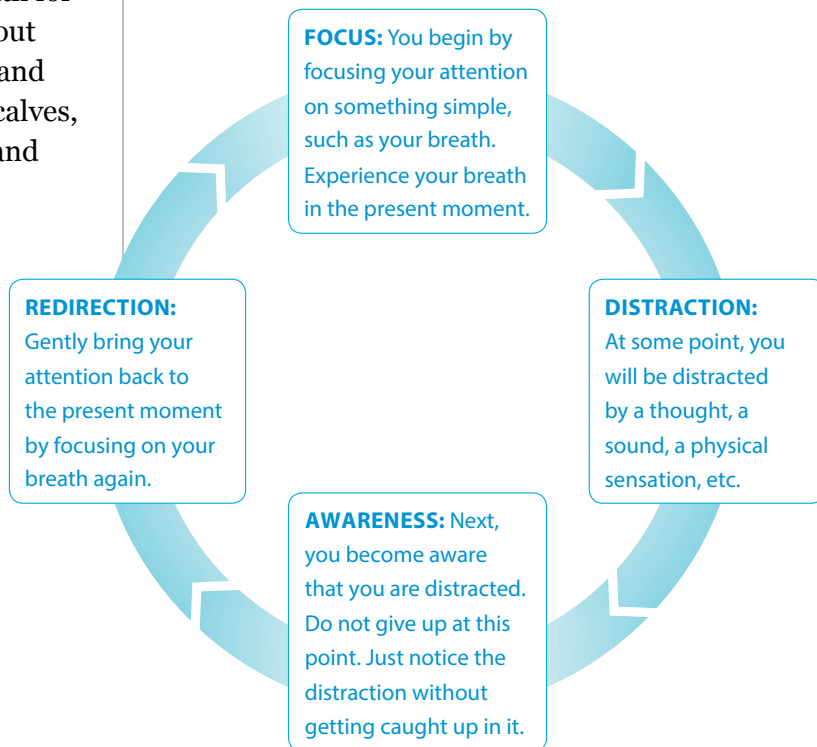 out
and
calves,
and
FOCUS: You begin by
focusing your attention
on something simple,
such as your breath.
Experience your breath
in the present moment.
DISTRACTION:
At some point, you
will be distracted
by a thought, a
sound, a physical
sensation, etc.
AWARENESS: Next,
you become aware
that you are distracted.
Do not give up at this
point. Just notice the
distraction without
getting caught up in it.
REDIRECTION:
Gently bring your
attention back to
the present moment
by focusing on your
breath again.